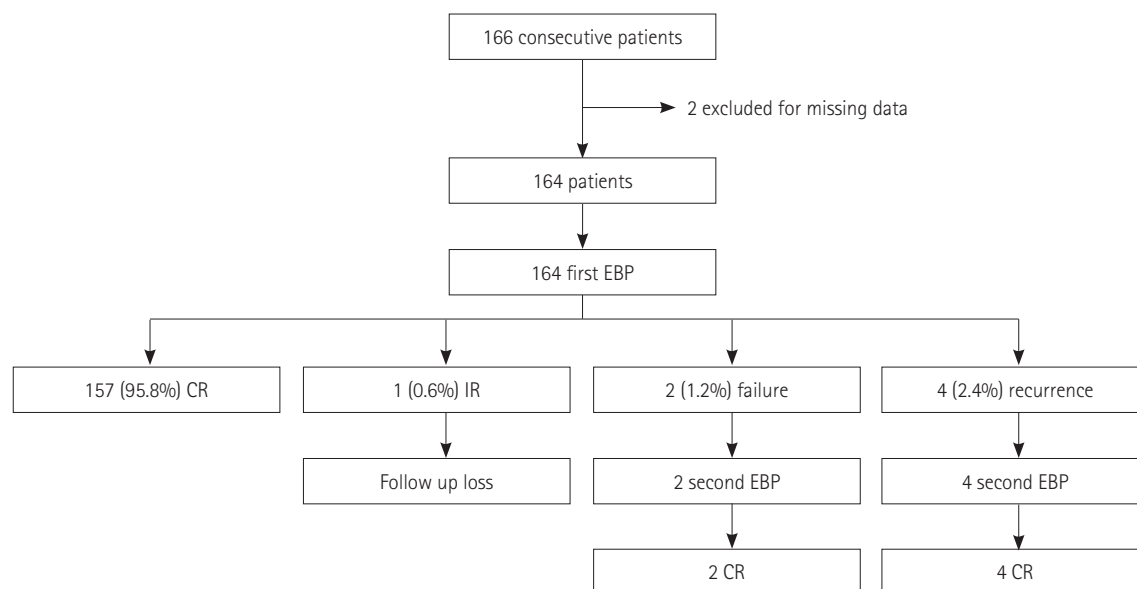 166 consecutive patients
2 excluded for missing data
164 patients
164 first EBP
157 (95.8%) CR
1 (0.6%) IR
2 (1.2%) failure
4 (2.4%) recurrence
Follow up loss
2 second EBP
4 second EBP
2 CR
4 CR